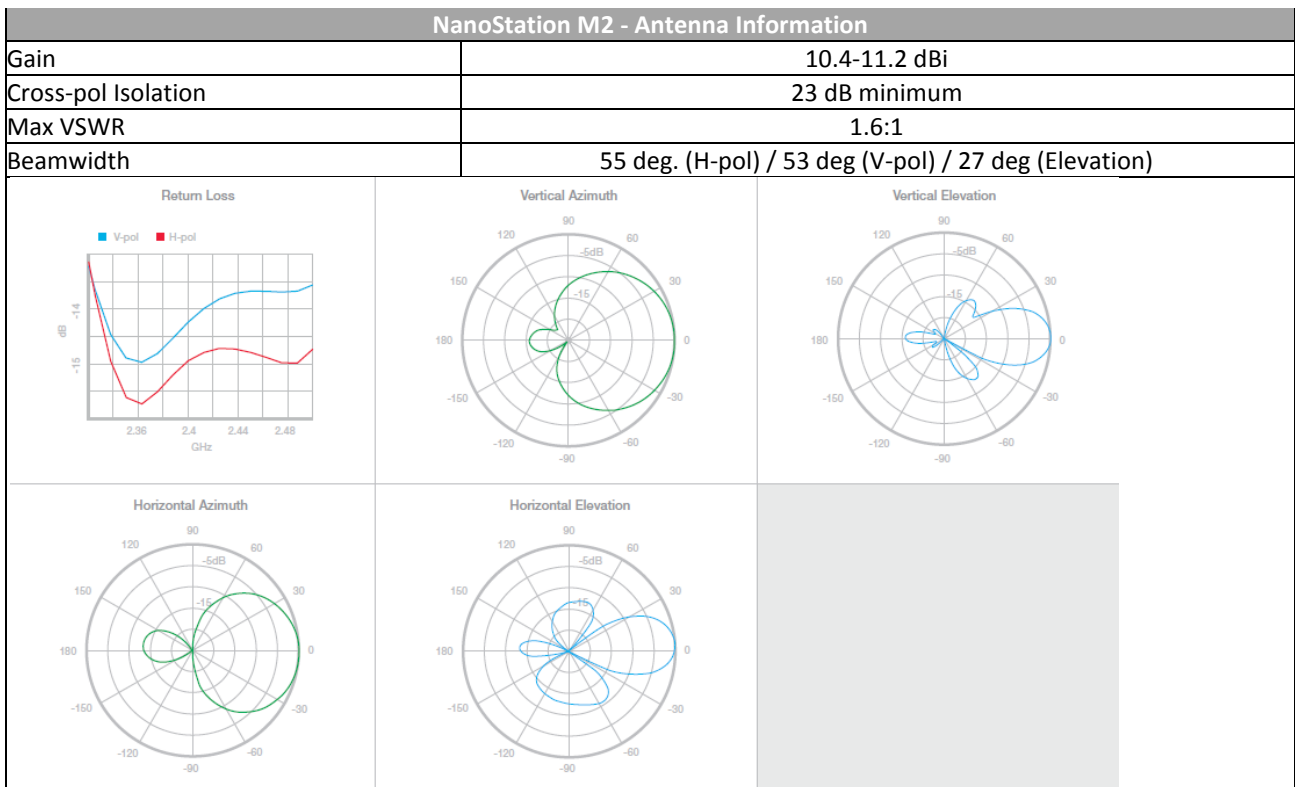 NanoStation M2 - Antenna Information
Gain 10.4-11.2 dBi
Cross-pol Isolation 23 dB minimum
Max VSWR 1.6:1
Beamwidth 55 deg. (H-pol) / 53 deg (V-pol) / 27 deg (Elevation)
Return Loss
V-pol H-pol
-14
dB
-15
2.36 2.4 2.44 2.48
GHz
Vertical Azimuth
90
120 60
-5dB
150 30
-15
180 0
-150 -30
-120 -60
-90
Vertical Elevation
90
120 60
-5dB
150 30
-15
180 0
-150 -30
-120 -60
-90
Horizontal Azimuth
90
120 60
-5dB
150 30
-15
180 0
-150 -30
-120 -60
-90
Horizontal Elevation
90
120 60
-5dB
150 30
-15
180 0
-150 -30
-120 -60
-90